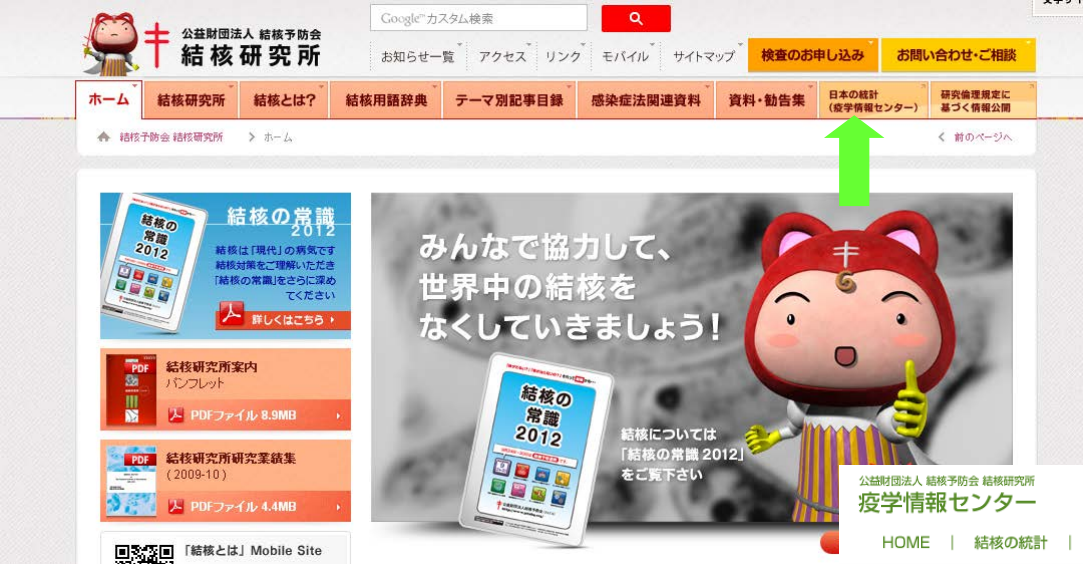 Google™カスタム検索
公益財団法人 結核予防会
結核研究所
お知らせ一覧 アクセス リンク モバイル サイトマップ 検査のお申し込み お問い合わせ・ご相談
ホーム 結核研究所 結核とは? 結核用語辞典 テーマ別記事目録 感染症法関連資料 資料・勧告集 日本の統計 研究倫理規定に
(疫学情報センター) 基づく情報公開
結核予防会 結核研究所 > ホーム < 前のページへ
結核の常識
2012
結核は「現代」の病気です
結核対策をご理解いただき
「結核の常識」をさらに深め
てください
詳しくはこちら
結核の
常識
2012
PDF
結核研究所案内
パンフレット
PDFファイル 8.9MB
PDF
結核研究所研究業績集
(2009-10)
PDFファイル 4.4MB
「結核とは」Mobile Site
みんなで協力して、
世界中の結核を
なくしていきましょう!
結核の
常識
2012
結核については
「結核の常識 2012」
をご覧下さい
公益財団法人 結核予防会 結核研究所
疫学情報センター
HOME | 結核の統計 |